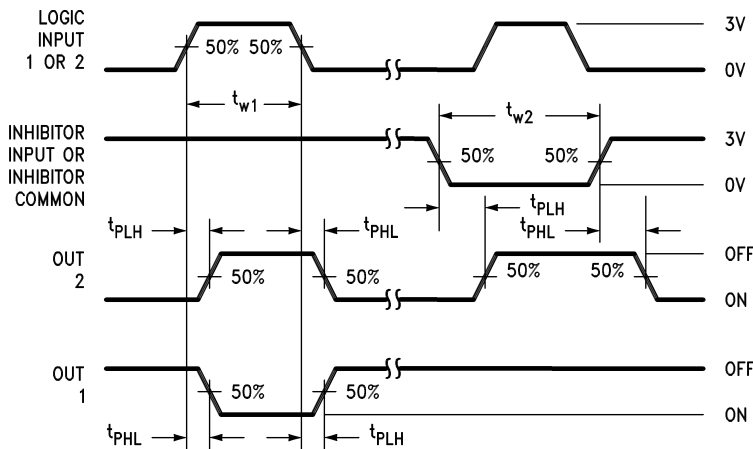 LOGIC
INPUT
1 OR 2
50% 50%
3V
0V
tw1
INHIBITOR
INPUT OR
INHIBITOR
COMMON
tw2
50% 50%
3V
0V
tPLH
tPHL
tPLH
tPHL
OUT
2
50% 50% 50% 50%
OFF
ON
OUT
1
50% 50%
OFF
ON
tPHL
tPLH